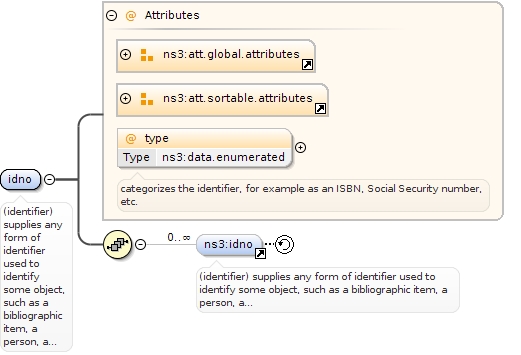 Attributes
ns3:att.global.attributes
ns3:att.sortable.attributes
type
Type ns3:data.enumerated
categorizes the identifier, for example as an ISBN, Social Security number,
etc.
idno
(identifier)
supplies any
form of
identifier
used to
identify
some object,
such as a
bibliographic
item, a
person, a...
0..∞
ns3:idno
(identifier) supplies any form of identifier used to
identify some object, such as a bibliographic item, a
person, a...